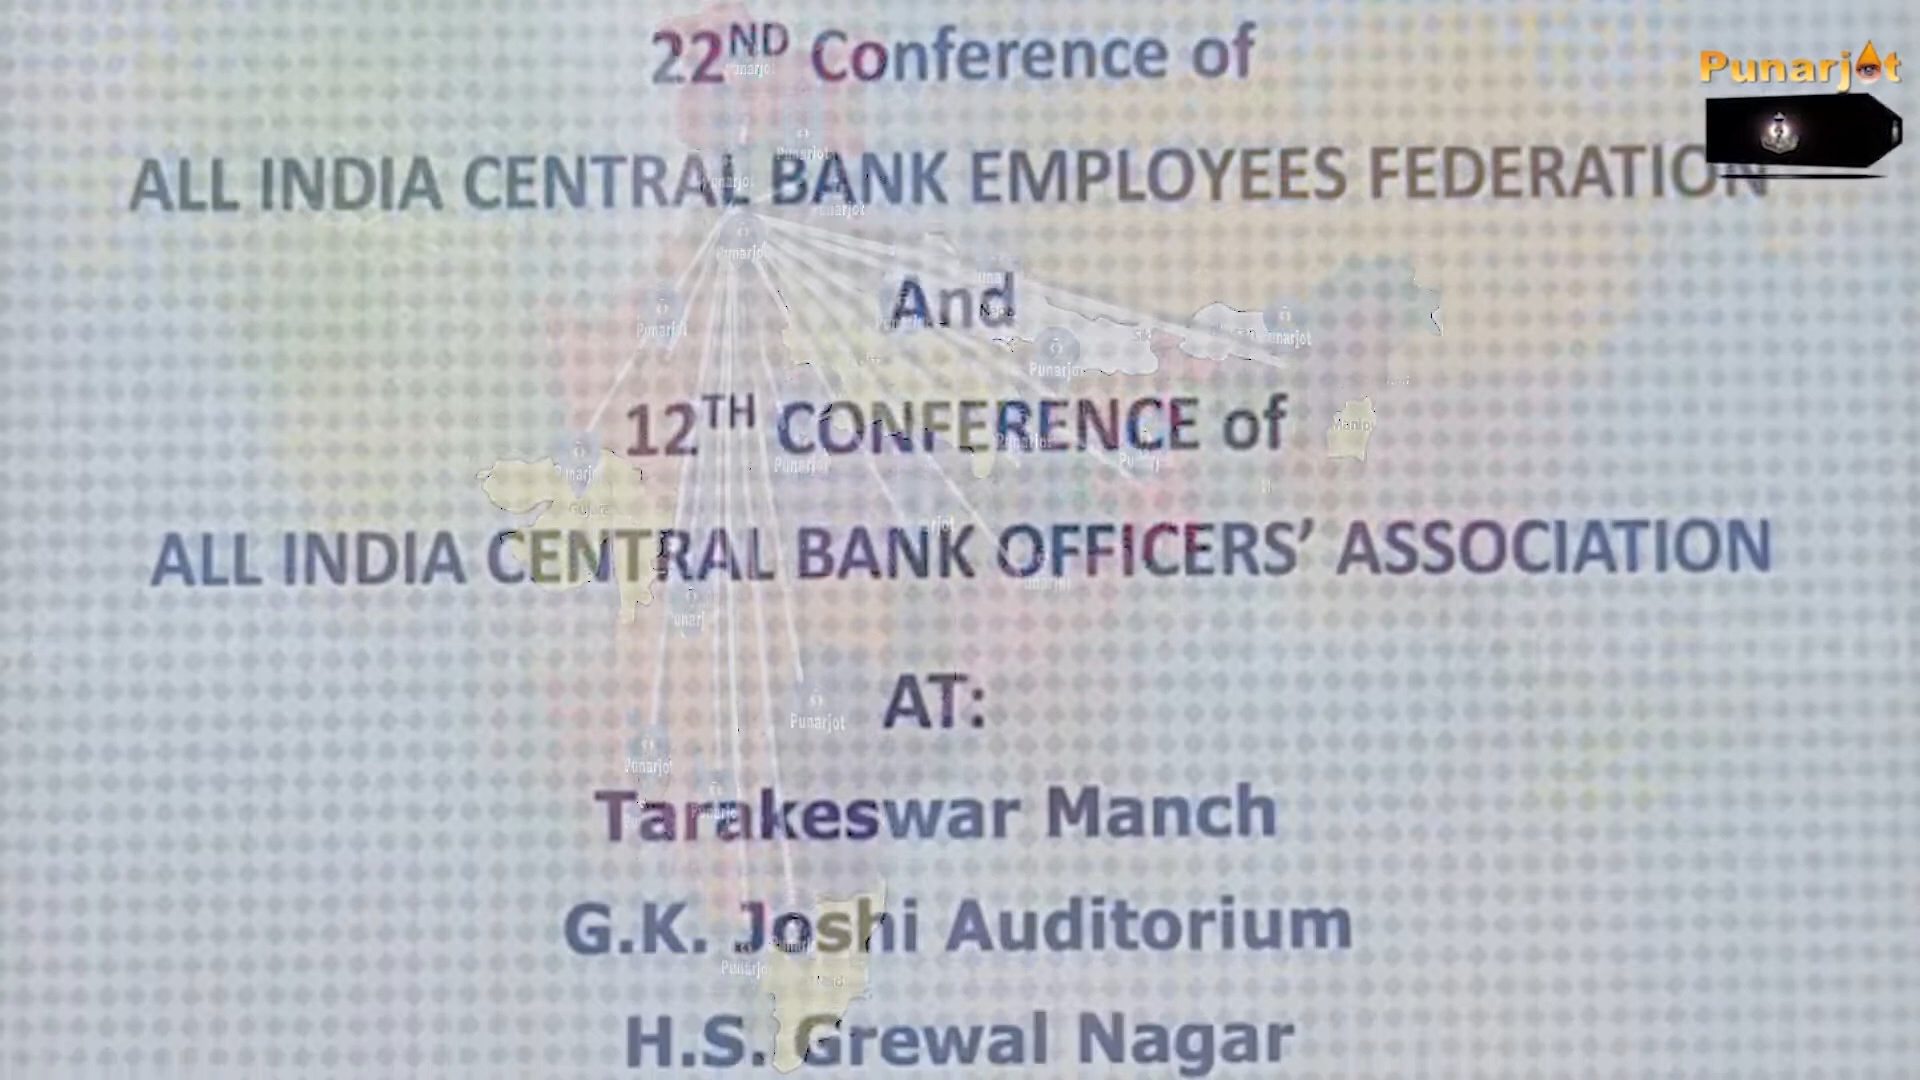 22ND Conference of
Punarjot
ALL INDIA CENTRAL BANK EMPLOYEES FEDERATION
And
12TH CONFERENCE of
ALL INDIA CENTRAL BANK OFFICERS’ ASSOCIATION
AT:
Punarjot
Tarakeswar Manch
G.K. Joshi Auditorium
H.S. Grewal Nagar